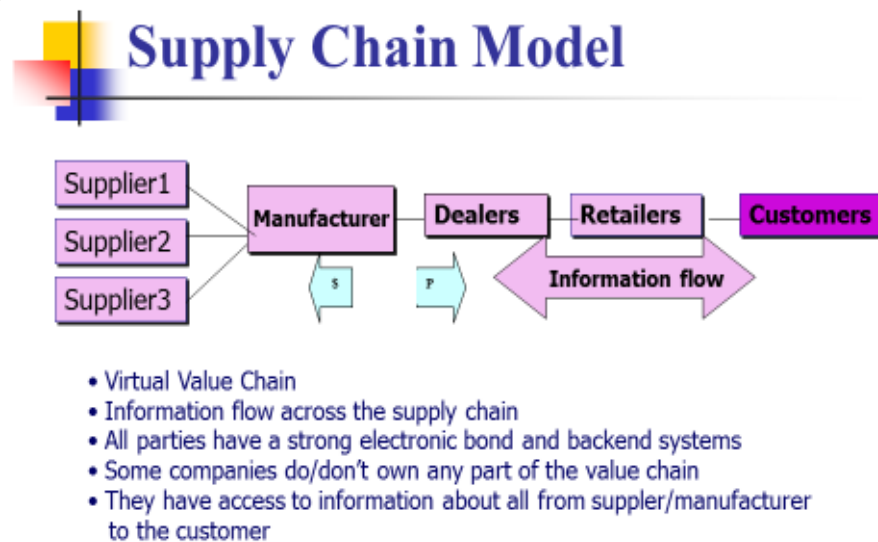 Supply Chain Model
Supplier1
Supplier2
Supplier3
Manufacturer
Dealers
Retailers
Customers
$
P
Information flow
• Virtual Value Chain
• Information flow across the supply chain
• All parties have a strong electronic bond and backend systems
• Some companies do/don't own any part of the value chain
• They have access to information about all from suppler/manufacturer
to the customer